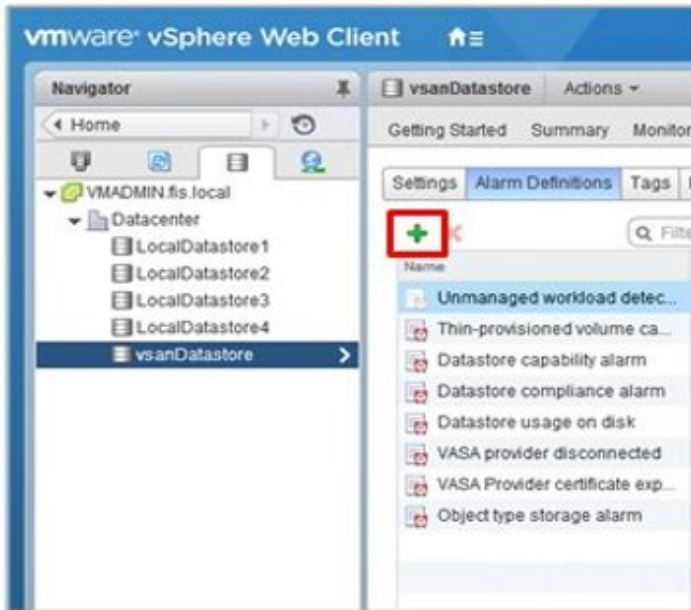 vmware® vSphere Web Client
Navigator
Home
VMADMIN.fis.local
Datacenter
LocalDatastore1
LocalDatastore2
LocalDatastore3
LocalDatastore4
vsanDatastore
vsanDatastore Actions
Getting Started Summary Monitor
Settings Alarm Definitions Tags
Filte
Name
Unmanaged workload detec...
Thin-provisioned volume ca...
Datastore capability alarm
Datastore compliance alarm
Datastore usage on disk
VASA provider disconnected
VASA Provider certificate exp...
Object type storage alarm